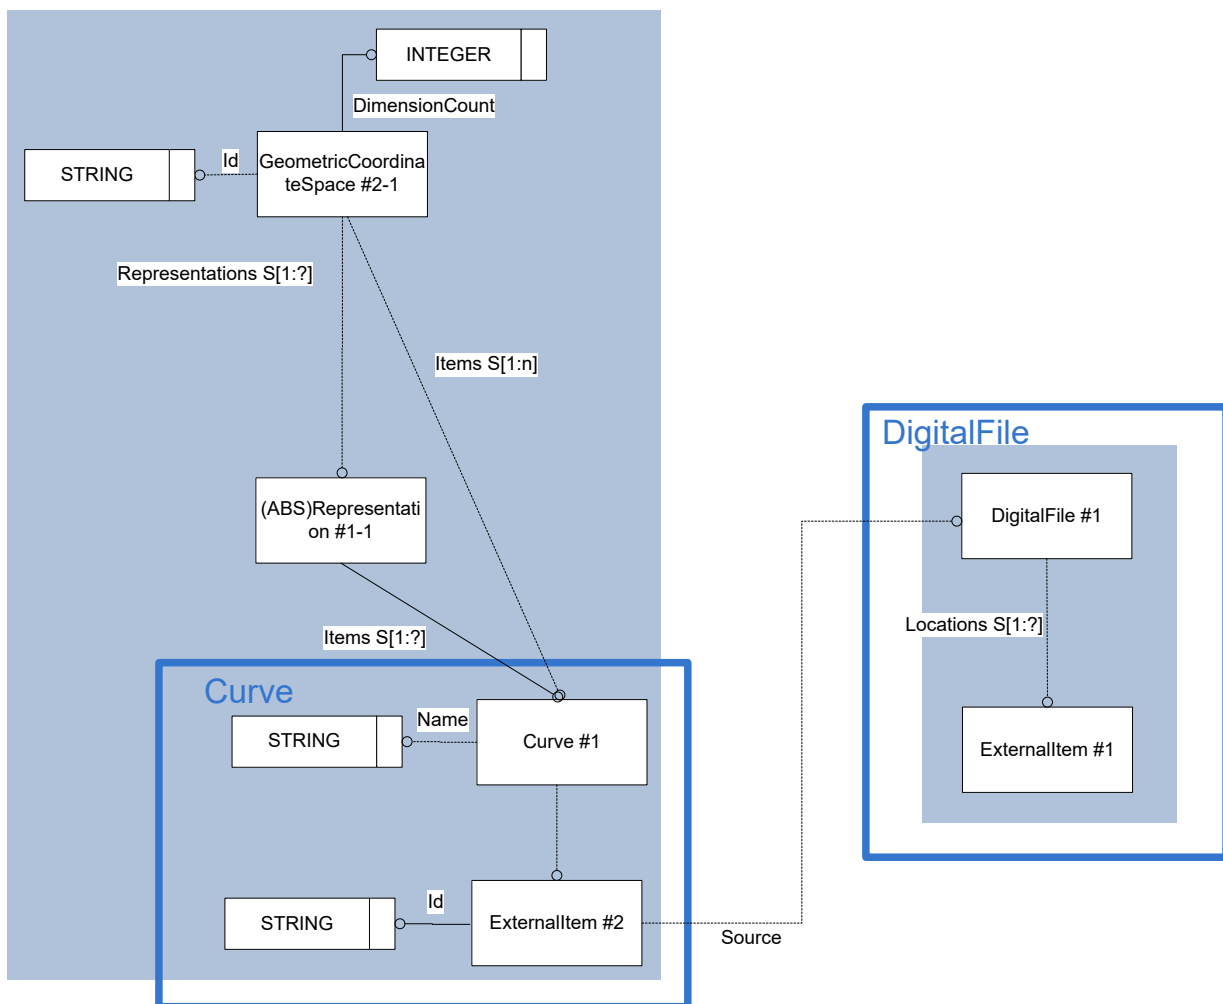 INTEGER
DimensionCount
STRING
Id
GeometricCoordina
teSpace #2-1
Representations S[1:?]
Items S[1:n]
(ABS)Representati
on #1-1
Items S[1:?]
Curve
STRING
Name
Curve #1
STRING
Id
ExternalItem #2
Source
DigitalFile
DigitalFile #1
Locations S[1:?]
ExternalItem #1